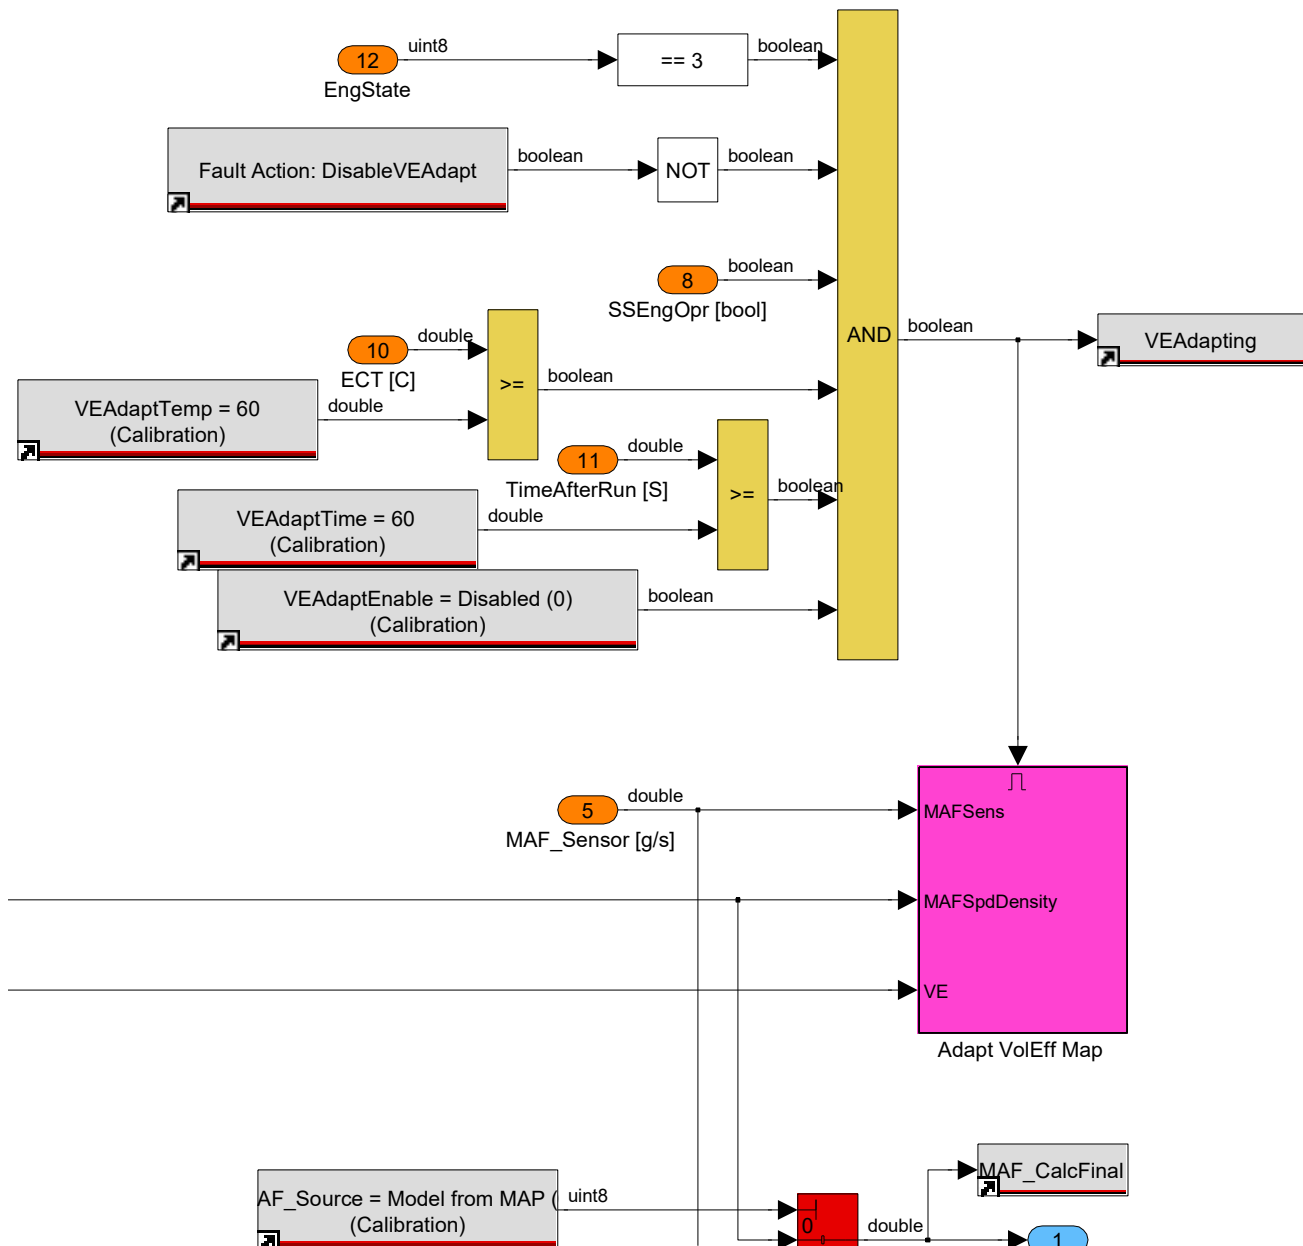 12
uint8
EngState
== 3
boolean
Fault Action: DisableVEAdapt
boolean
NOT
boolean
8
boolean
SSEngOpr [bool]
AND
boolean
VEAdapting
10
double
ECT [C]
>=
boolean
VEAdaptTemp = 60
(Calibration)
double
11
double
TimeAfterRun [S]
>=
boolean
VEAdaptTime = 60
(Calibration)
double
VEAdaptEnable = Disabled (0)
(Calibration)
boolean
5
double
MAF_Sensor [g/s]
MAFSens
MAFSpdDensity
VE
Adapt VolEff Map
AF_Source = Model from MAP (
(Calibration)
uint8
0
double
MAF_CalcFinal
1